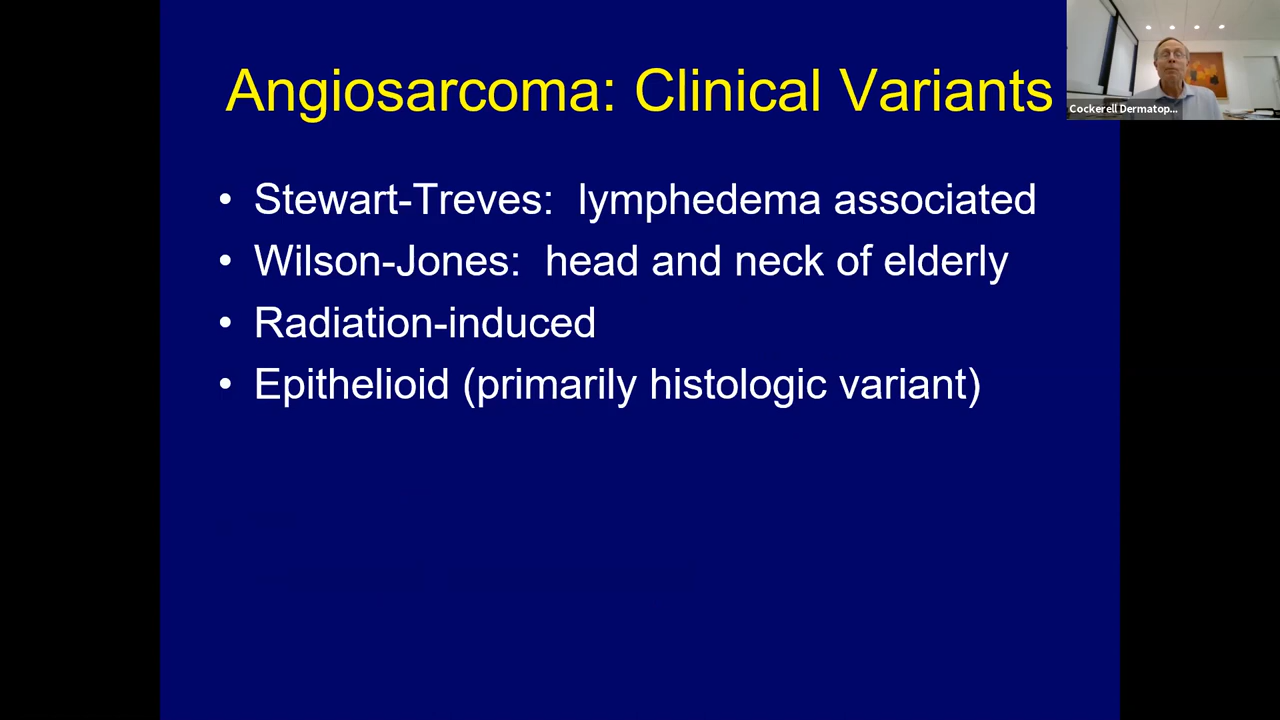 Angiosarcoma: Clinical Variants
Cockerell Dermatop...
• Stewart-Treves: lymphedema associated
• Wilson-Jones: head and neck of elderly
• Radiation-induced
• Epithelioid (primarily histologic variant)